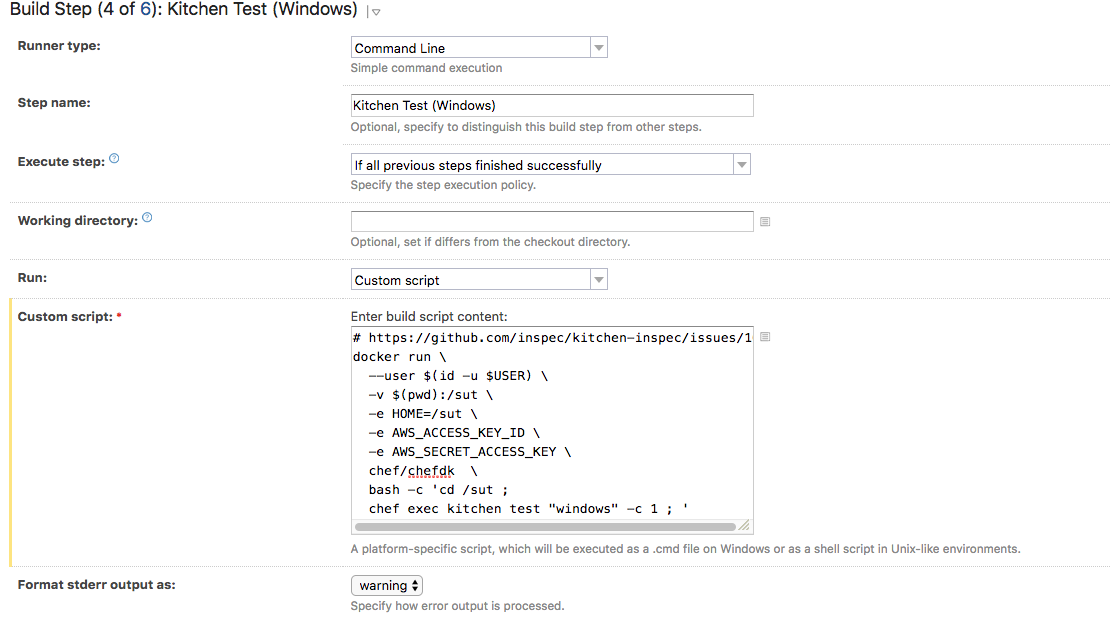 Build Step (4 of 6): Kitchen Test (Windows) |
Runner type:
Command Line
Simple command execution
Step name:
Kitchen Test (Windows)
Optional, specify to distinguish this build step from other steps.
Execute step: ?
If all previous steps finished successfully
Specify the step execution policy.
Working directory: ?
Optional, set if differs from the checkout directory.
Run:
Custom script
Custom script: *
Enter build script content:
# https://github.com/inspec/kitchen-inspec/issues/1
docker run \
--user $(id -u $USER) \
-v $(pwd):/sut \
-e HOME=/sut \
-e AWS_ACCESS_KEY_ID \
-e AWS_SECRET_ACCESS_KEY \
chef/chefdk \
bash -c 'cd /sut ;
chef exec kitchen test "windows" -c 1 ; '
A platform-specific script, which will be executed as a .cmd file on Windows or as a shell script in Unix-like environments.
Format stderr output as:
warning
Specify how error output is processed.